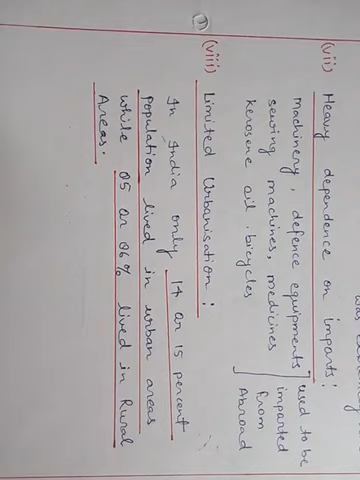 (vii) Heavy dependence on imports:
Machinery, defence equipments
sewing machines, medicines
kerosene oil, bicycles
used to be
imported
from
Abroad
(viii) Limited Urbanisation:
In India only 14 or 15 percent
population lived in urban areas
while 85 or 86% lived in Rural
Areas.